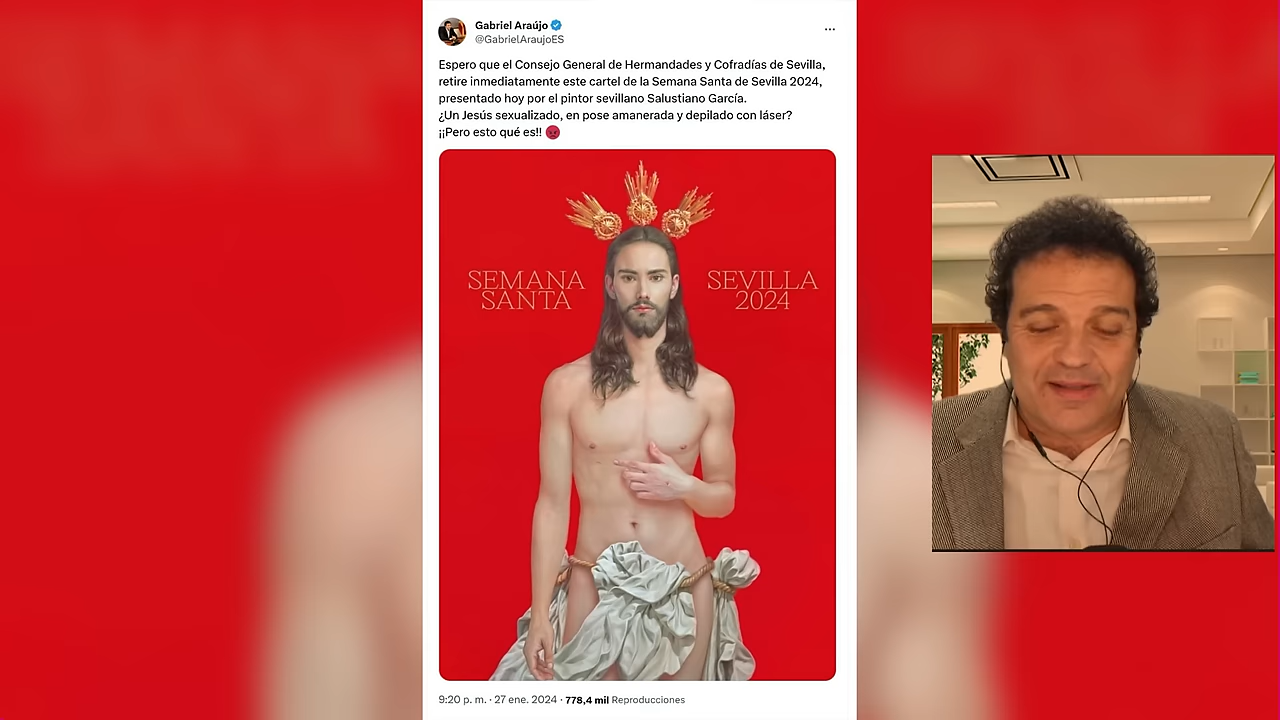 Gabriel Araújo
@GabrielAraujoES
Espero que el Consejo General de Hermandades y Cofradías de Sevilla,
retire inmediatamente este cartel de la Semana Santa de Sevilla 2024,
presentado hoy por el pintor sevillano Salustiano García.
¿Un Jesús sexualizado, en pose amanerada y depilado con láser?
¡¡Pero esto qué es!! 😡
SEMANA SANTA
SEVILLA 2024
9:20 p. m. · 27 ene. 2024 · 778,4 mil Reproducciones